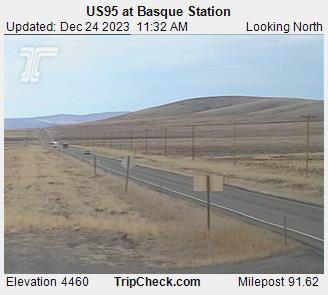 US95 at Basque Station
Updated: Dec 24 2023 11:32 AM Looking North
Elevation 4460 TripCheck.com Milepost 91.62